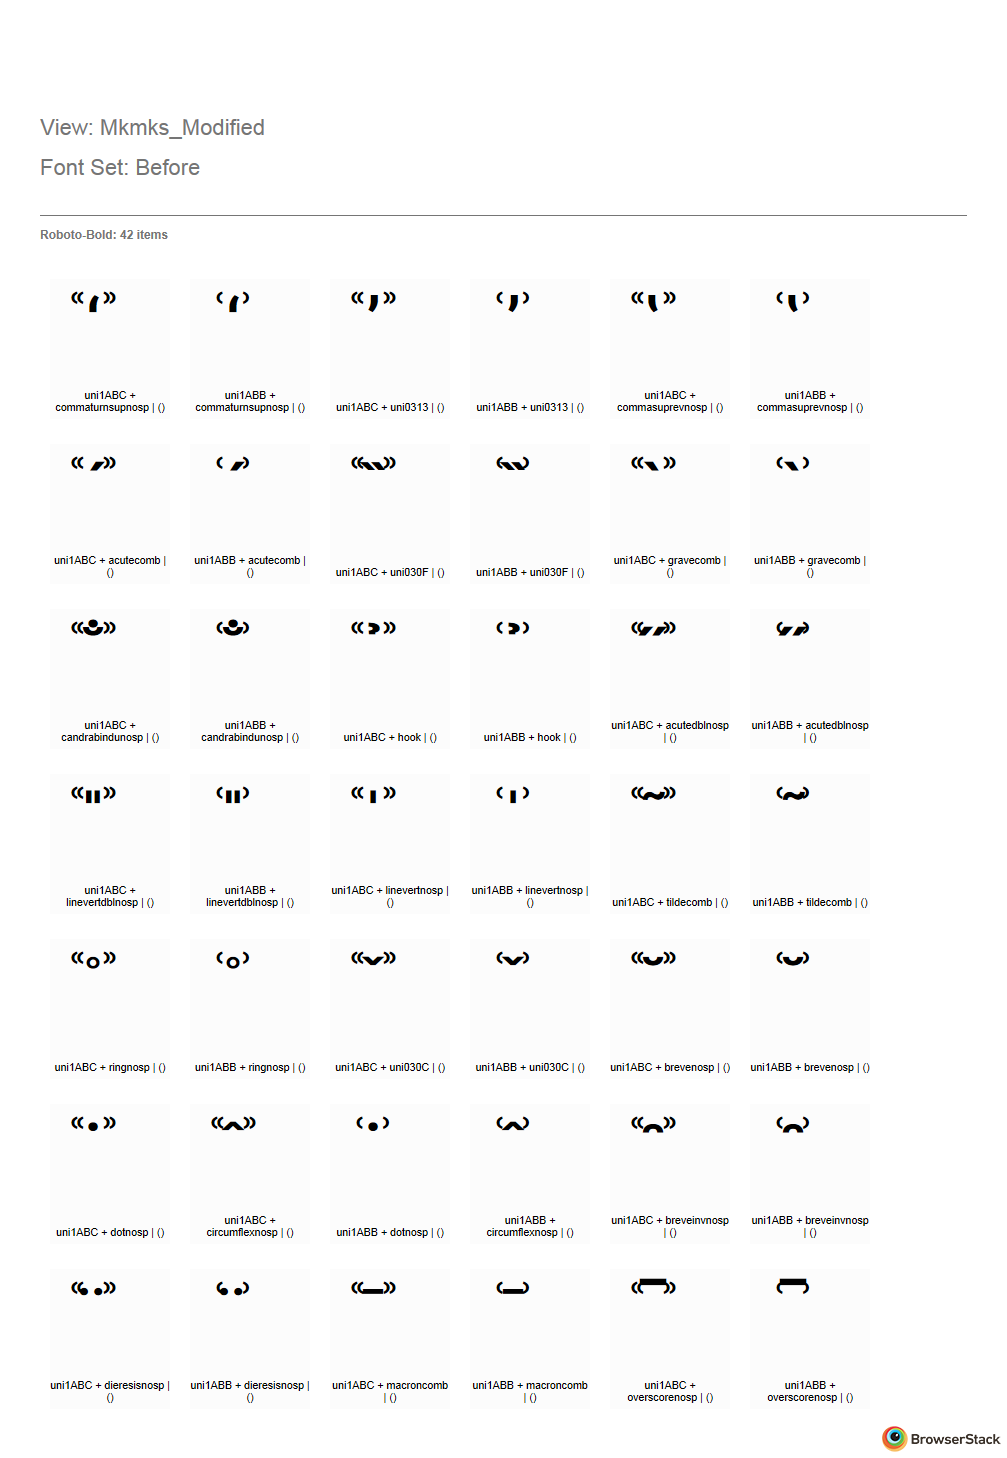 View: Mkmks_Modified
Font Set: Before
Roboto-Bold: 42 items
uni1ABC +
commaturnsupnosp | ()
uni1ABB +
commaturnsupnosp | ()
uni1ABC + uni0313 | ()
uni1ABB + uni0313 | ()
uni1ABC +
commasuprevnosp | ()
uni1ABB +
commasuprevnosp | ()
uni1ABC + acutecomb |
()
uni1ABB + acutecomb |
()
uni1ABC + uni030F | ()
uni1ABB + uni030F | ()
uni1ABC + gravecomb |
()
uni1ABB + gravecomb |
()
uni1ABC +
candrabindunosp | ()
uni1ABB +
candrabindunosp | ()
uni1ABC + hook | ()
uni1ABB + hook | ()
uni1ABC + acutedblnosp
| ()
uni1ABB + acutedblnosp
| ()
uni1ABC +
linevertdblnosp | ()
uni1ABB +
linevertdblnosp | ()
uni1ABC + linevertnosp |
()
uni1ABB + linevertnosp |
()
uni1ABC + tildecomb | ()
uni1ABB + tildecomb | ()
uni1ABC + ringnosp | ()
uni1ABB + ringnosp | ()
uni1ABC + uni030C | ()
uni1ABB + uni030C | ()
uni1ABC + brevenosp | ()
uni1ABB + brevenosp | ()
uni1ABC + dotnosp | ()
uni1ABC +
circumflexnosp | ()
uni1ABB + dotnosp | ()
uni1ABB +
circumflexnosp | ()
uni1ABC + breveinvnosp
| ()
uni1ABB + breveinvnosp
| ()
uni1ABC + dieresisnosp |
()
uni1ABB + dieresisnosp |
()
uni1ABC + macroncomb
| ()
uni1ABB + macroncomb
| ()
uni1ABC +
overscorenosp | ()
uni1ABB +
overscorenosp | ()
BrowserStack